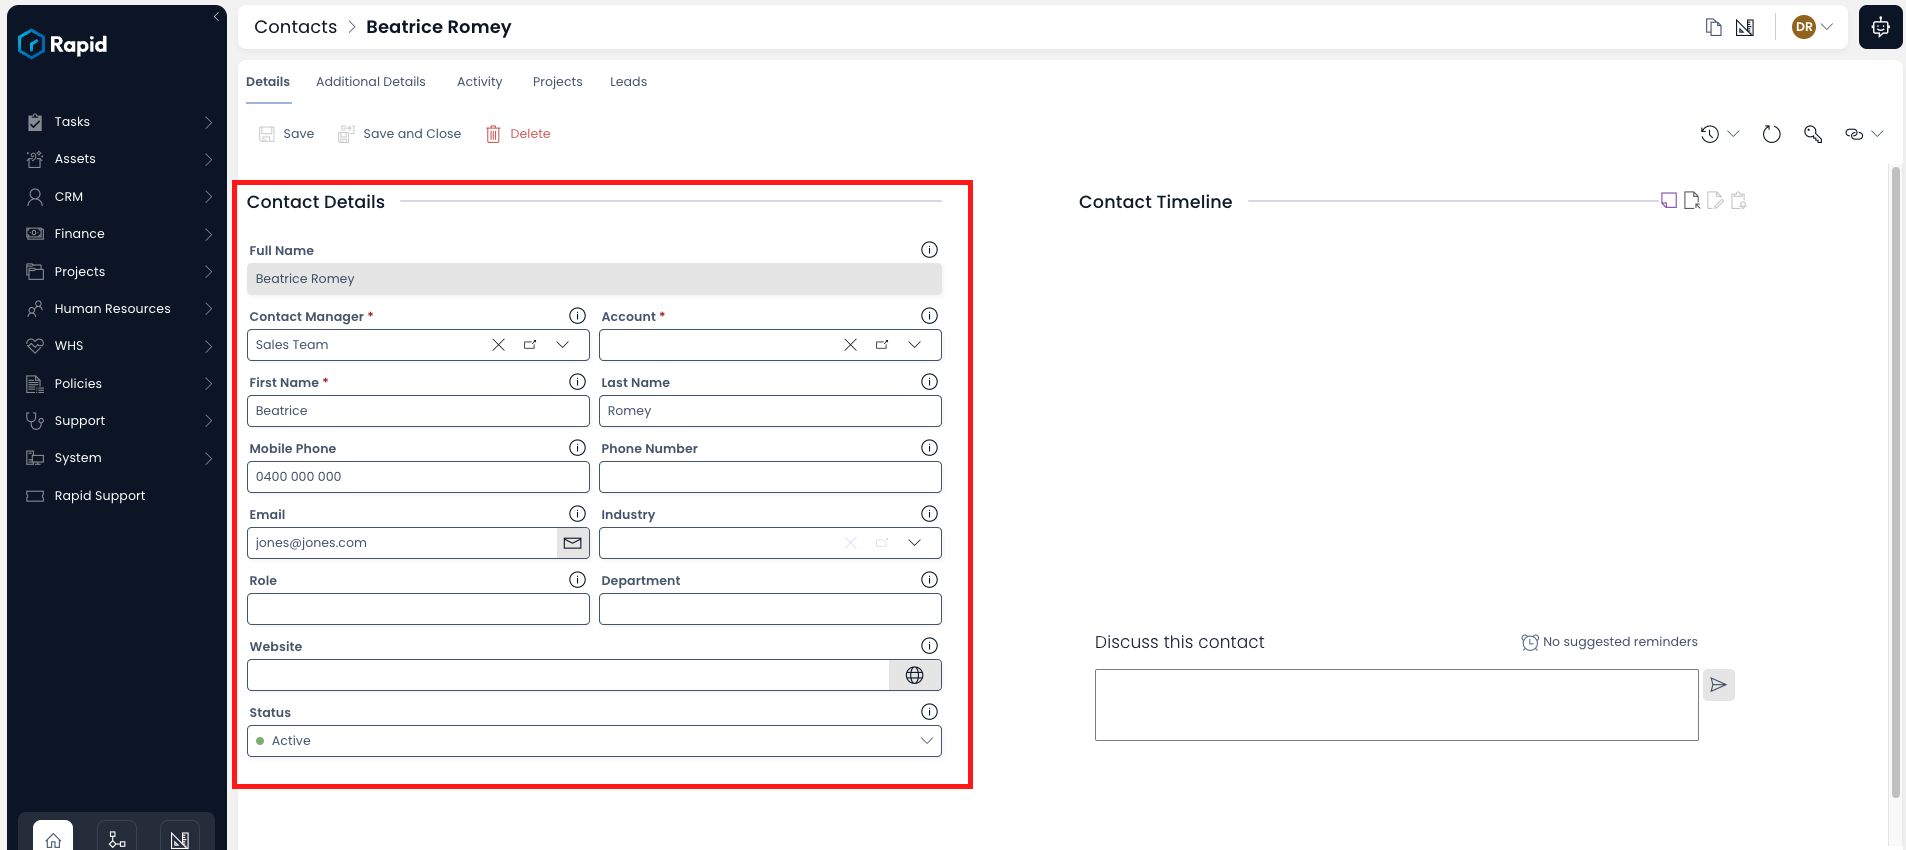 Rapid
Contacts > Beatrice Romey
DR
Details Additional Details Activity Projects Leads
Save Save and Close Delete
Tasks
Assets
CRM
Finance
Projects
Human Resources
WHS
Policies
Support
System
Rapid Support
Contact Details
Full Name
Beatrice Romey
Contact Manager * Account *
Sales Team
First Name * Last Name
Beatrice Romey
Mobile Phone Phone Number
0400 000 000
Email Industry
jones@jones.com
Role Department
Website
Status
Active
Contact Timeline
Discuss this contact No suggested reminders